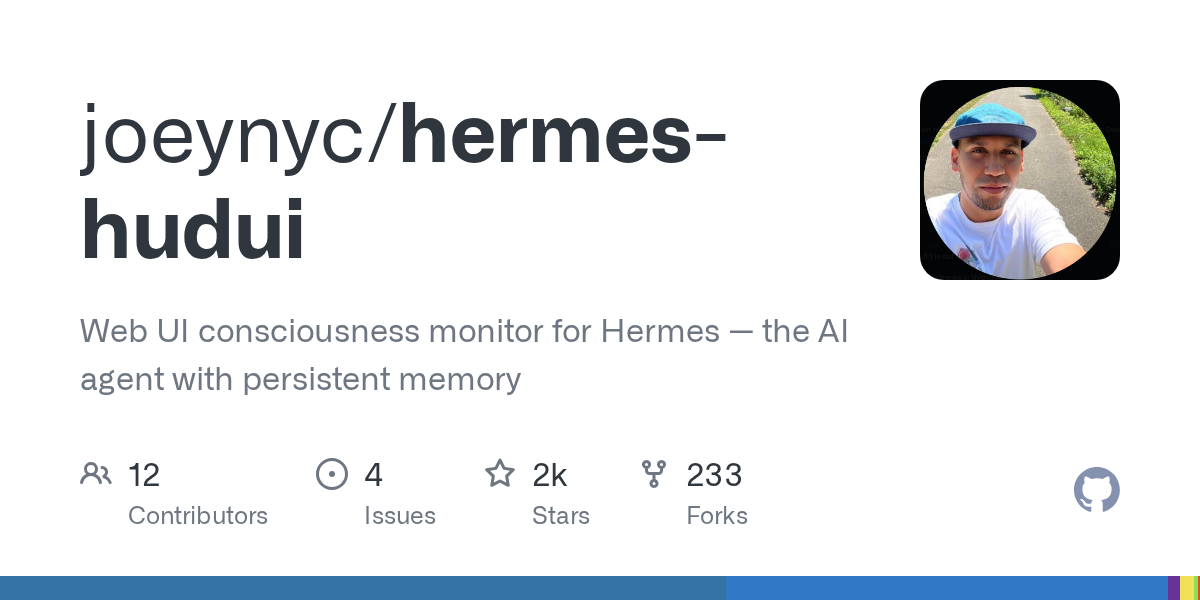 joeynyc/hermes-
hudui
Web UI consciousness monitor for Hermes — the AI
agent with persistent memory
12
Contributors
4
Issues
2k
Stars
233
Forks